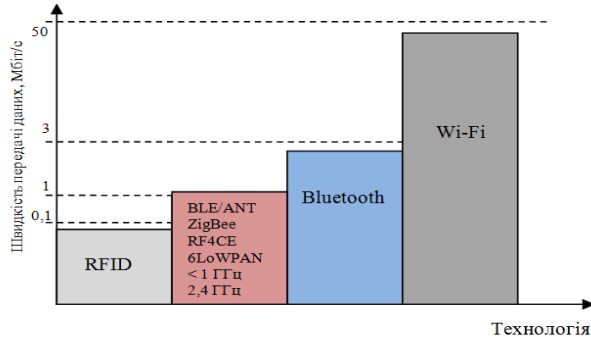 Швидкість передачі даних, Мбіт/с
50
3
1
0,1
RFID
BLE/ANT
ZigBee
RF4CE
6LoWPAN
< 1 ГГц
2,4 ГГц
Bluetooth
Wi-Fi
Технологія